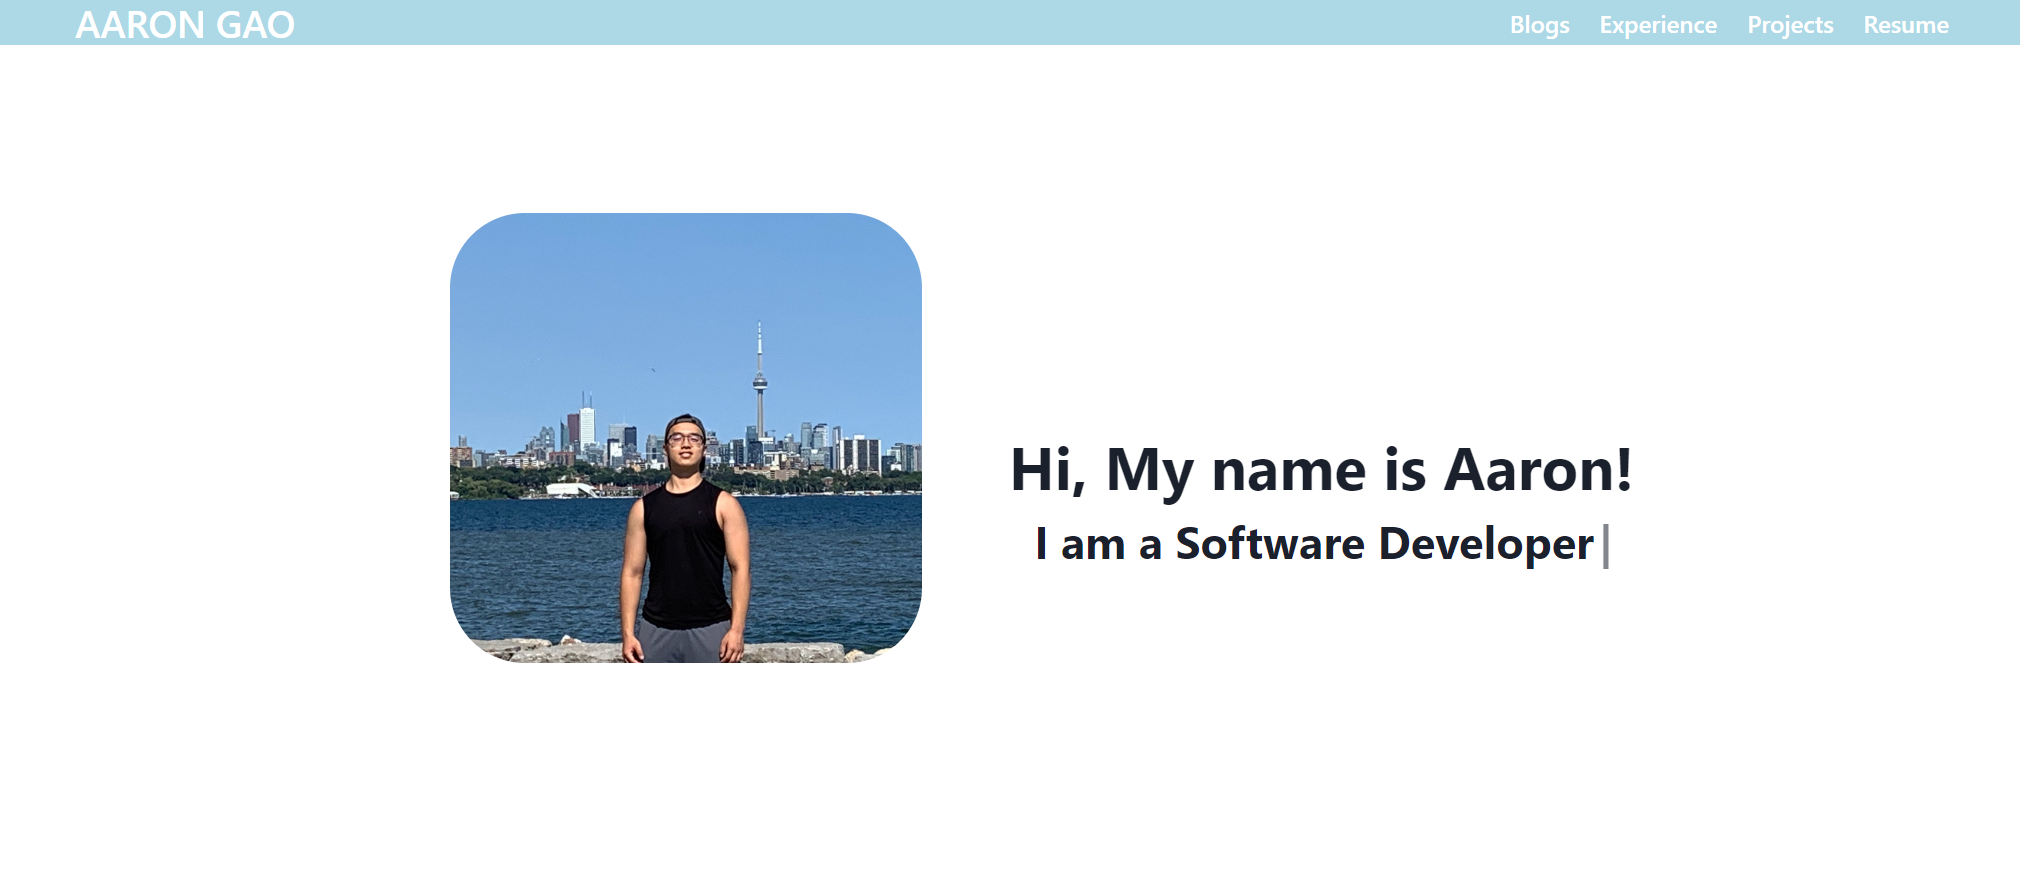 AARON GAO
Blogs Experience Projects Resume
Hi, My name is Aaron!
I am a Software Developer|